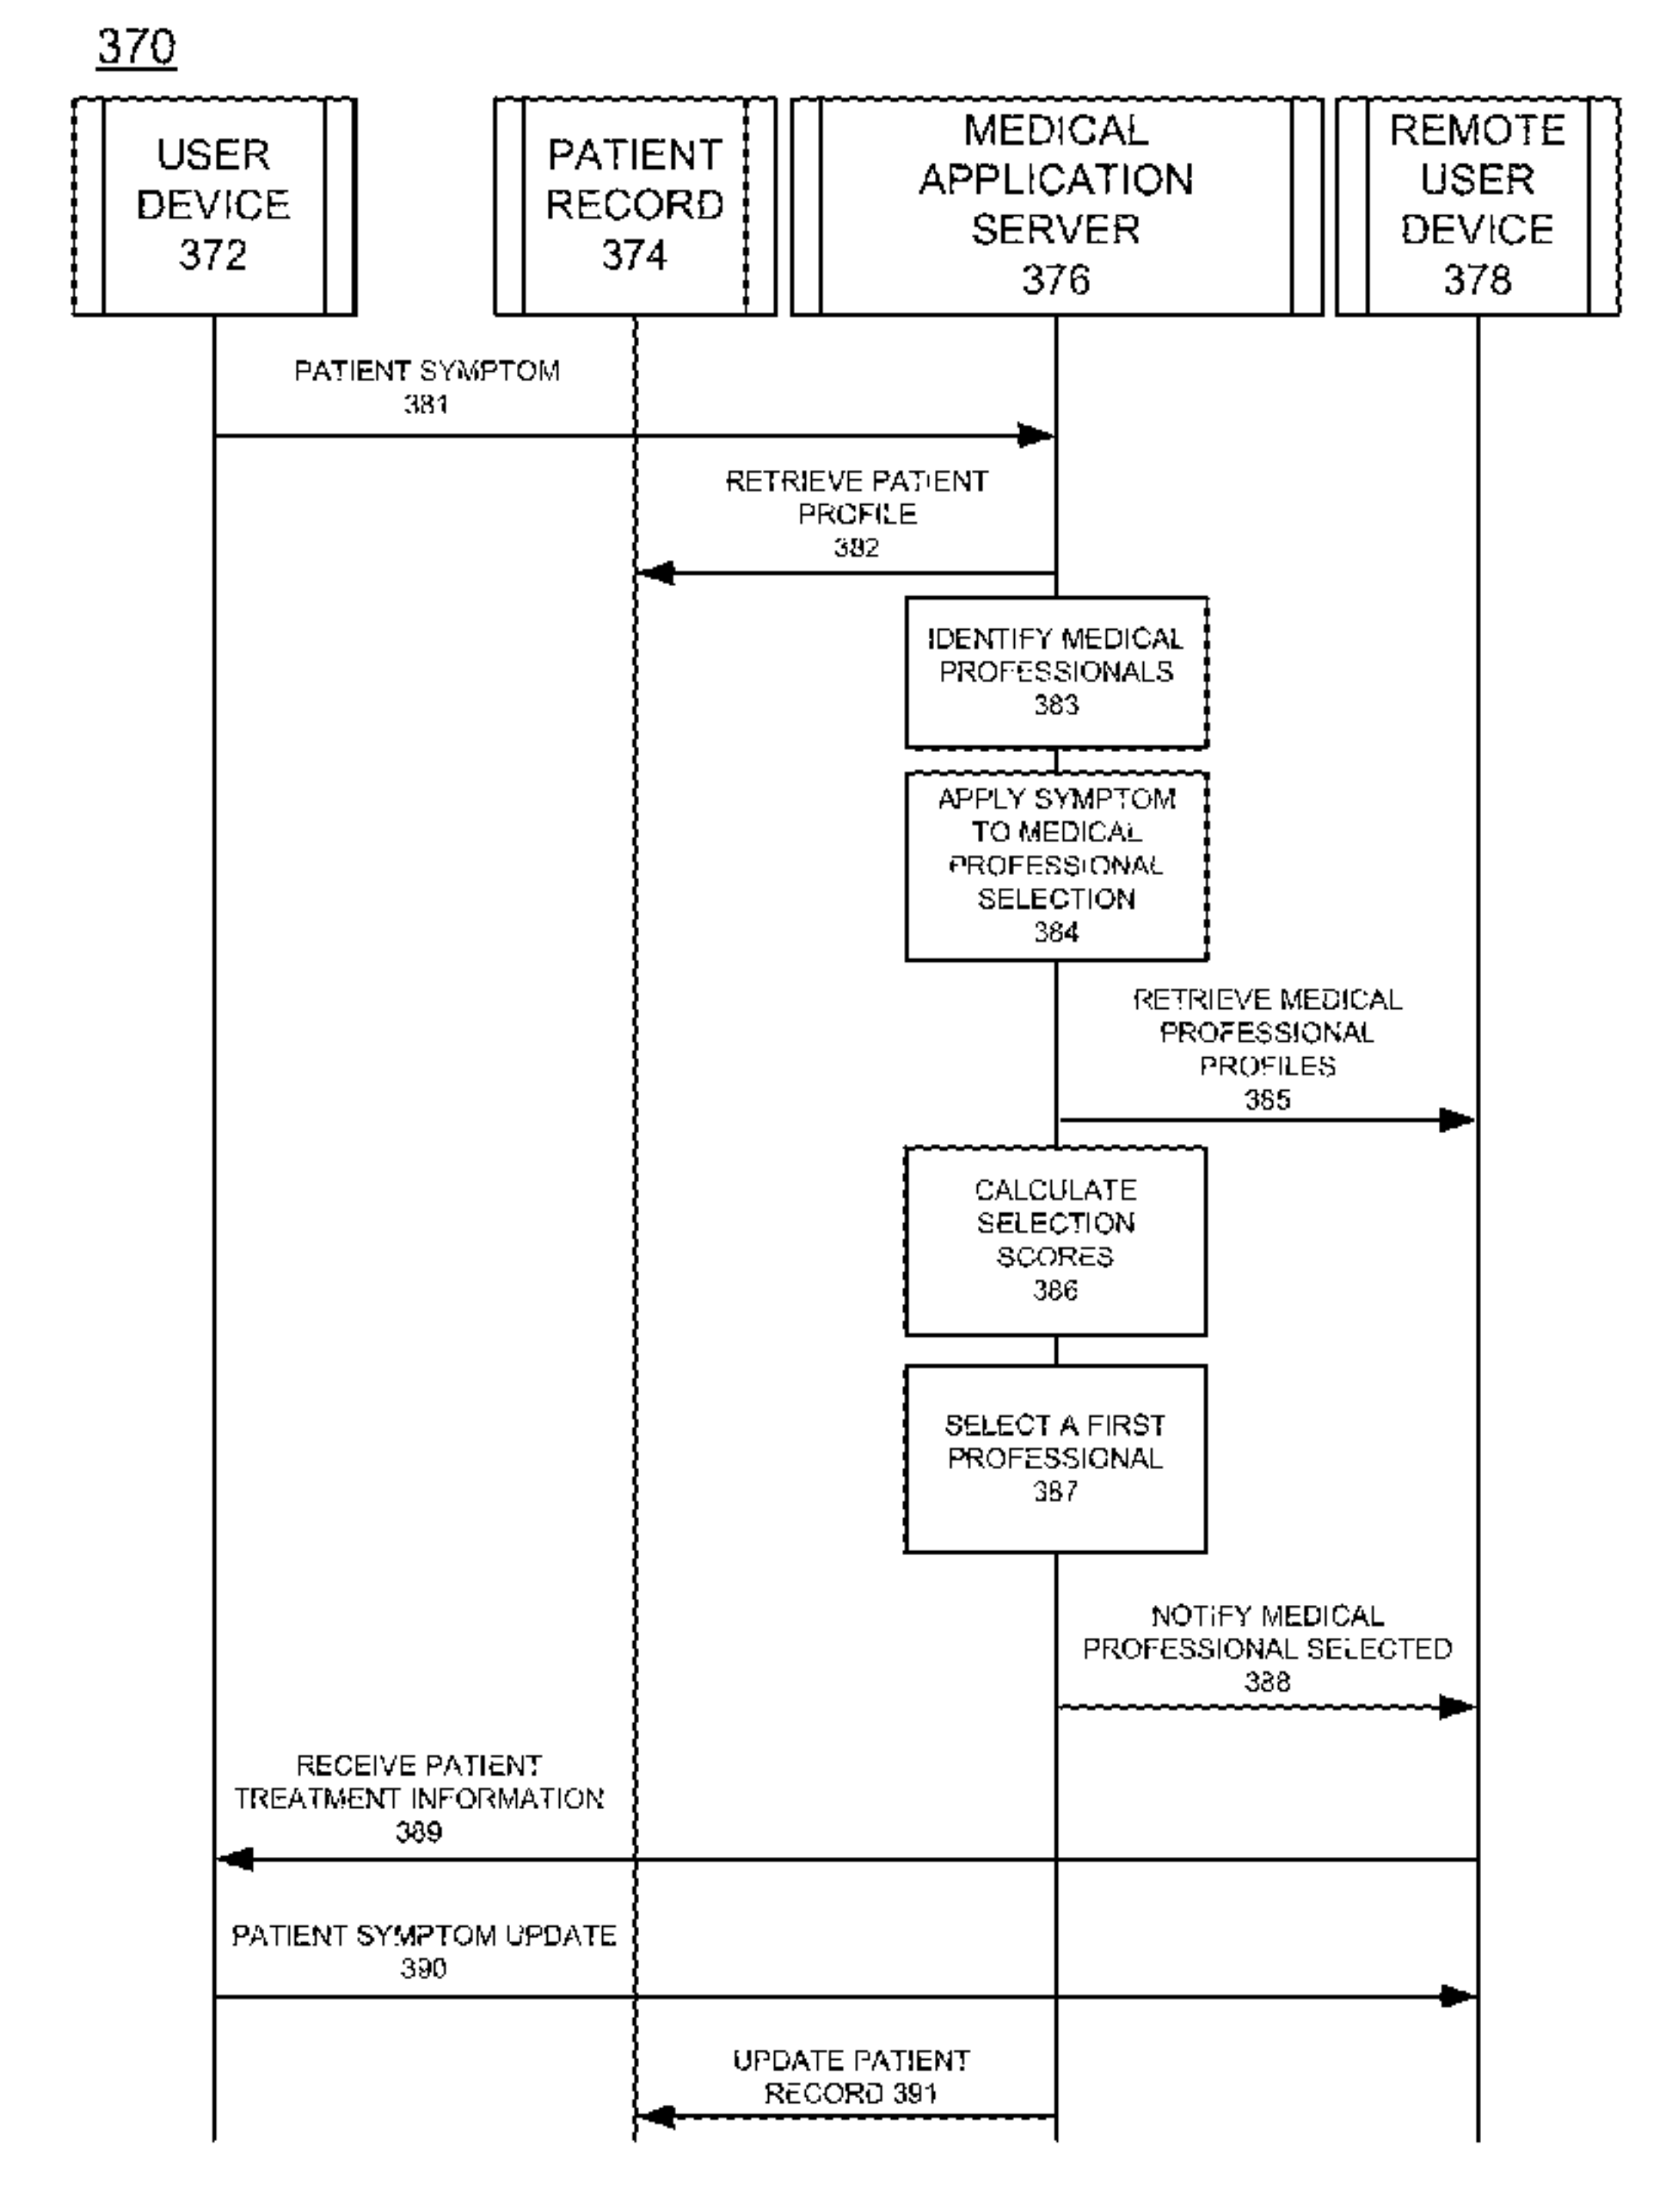 370
USER
DEVICE
372
PATIENT
RECORD
374
MEDICAL
APPLICATION
SERVER
376
REMOTE
USER
DEVICE
378
PATIENT SYMPTOM
381
RETRIEVE PATIENT
PROFILE
382
IDENTIFY MEDICAL
PROFESSIONALS
383
APPLY SYMPTOM
TO MEDICAL
PROFESSIONAL
SELECTION
384
RETRIEVE MEDICAL
PROFESSIONAL
PROFILES
385
CALCULATE
SELECTION
SCORES
386
SELECT A FIRST
PROFESSIONAL
387
NOTIFY MEDICAL
PROFESSIONAL SELECTED
388
RECEIVE PATIENT
TREATMENT INFORMATION
389
PATIENT SYMPTOM UPDATE
390
UPDATE PATIENT
RECORD 391